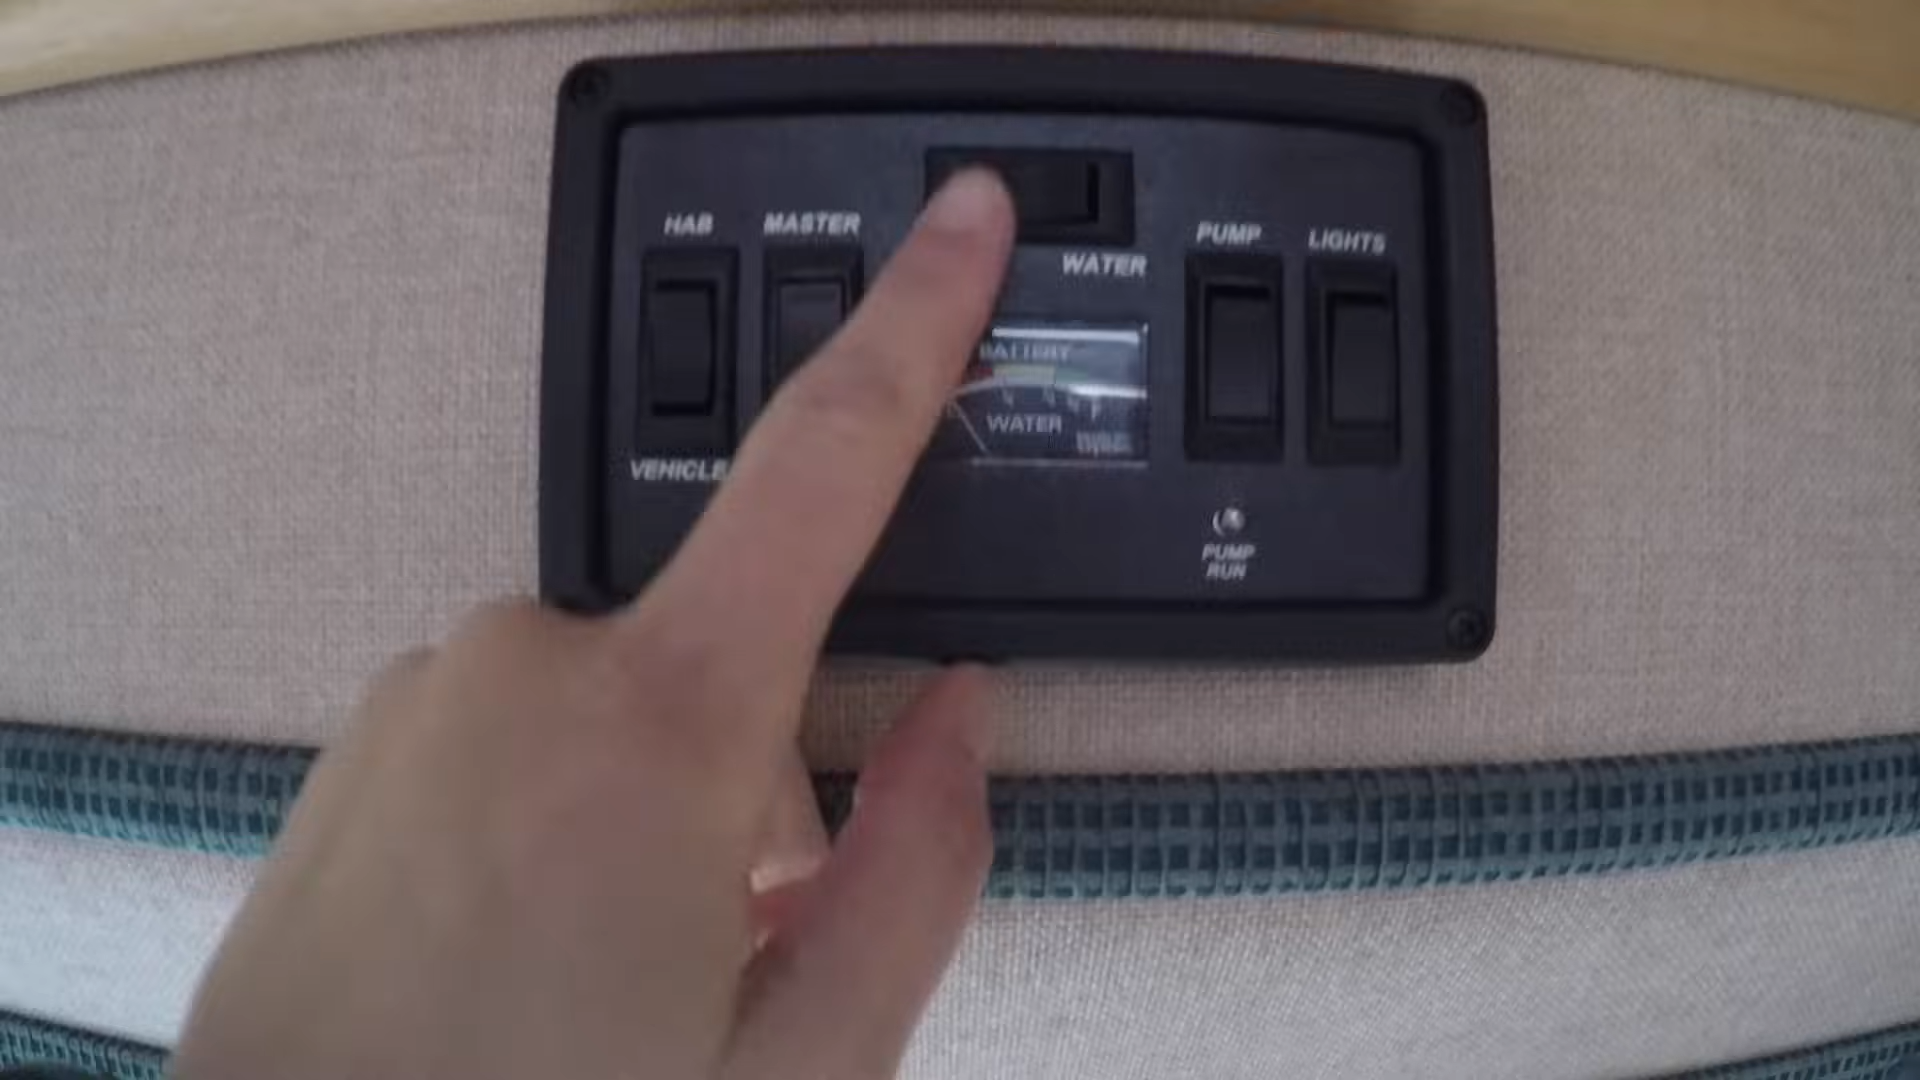 HAB
MASTER
PUMP
LIGHTS
WATER
BATTERY
WATER
VEHICLE
PUMP
RUN